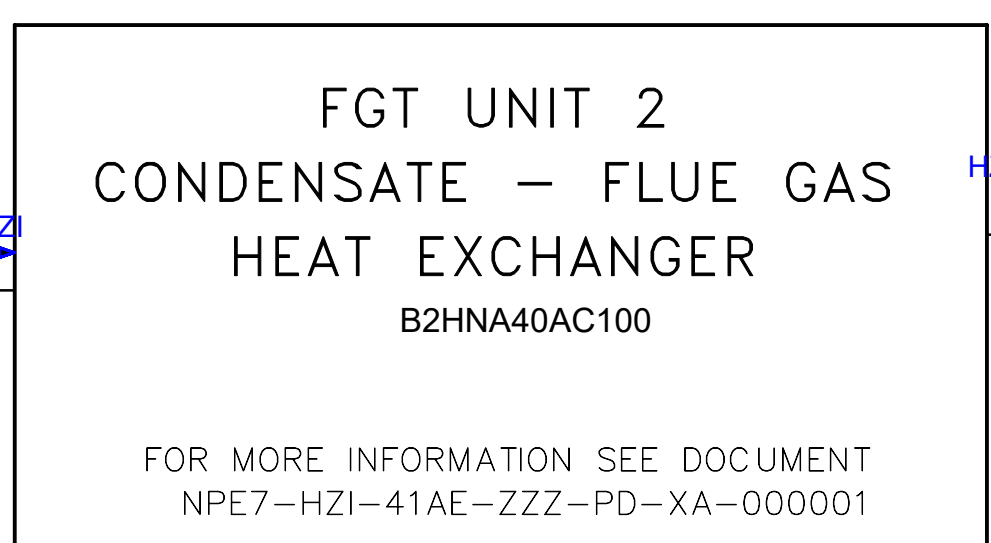 FGT UNIT 2
CONDENSATE – FLUE GAS
HEAT EXCHANGER
B2HNA40AC100
FOR MORE INFORMATION SEE DOCUMENT
NPE7–HZI–41AE–ZZZ–PD–XA–000001